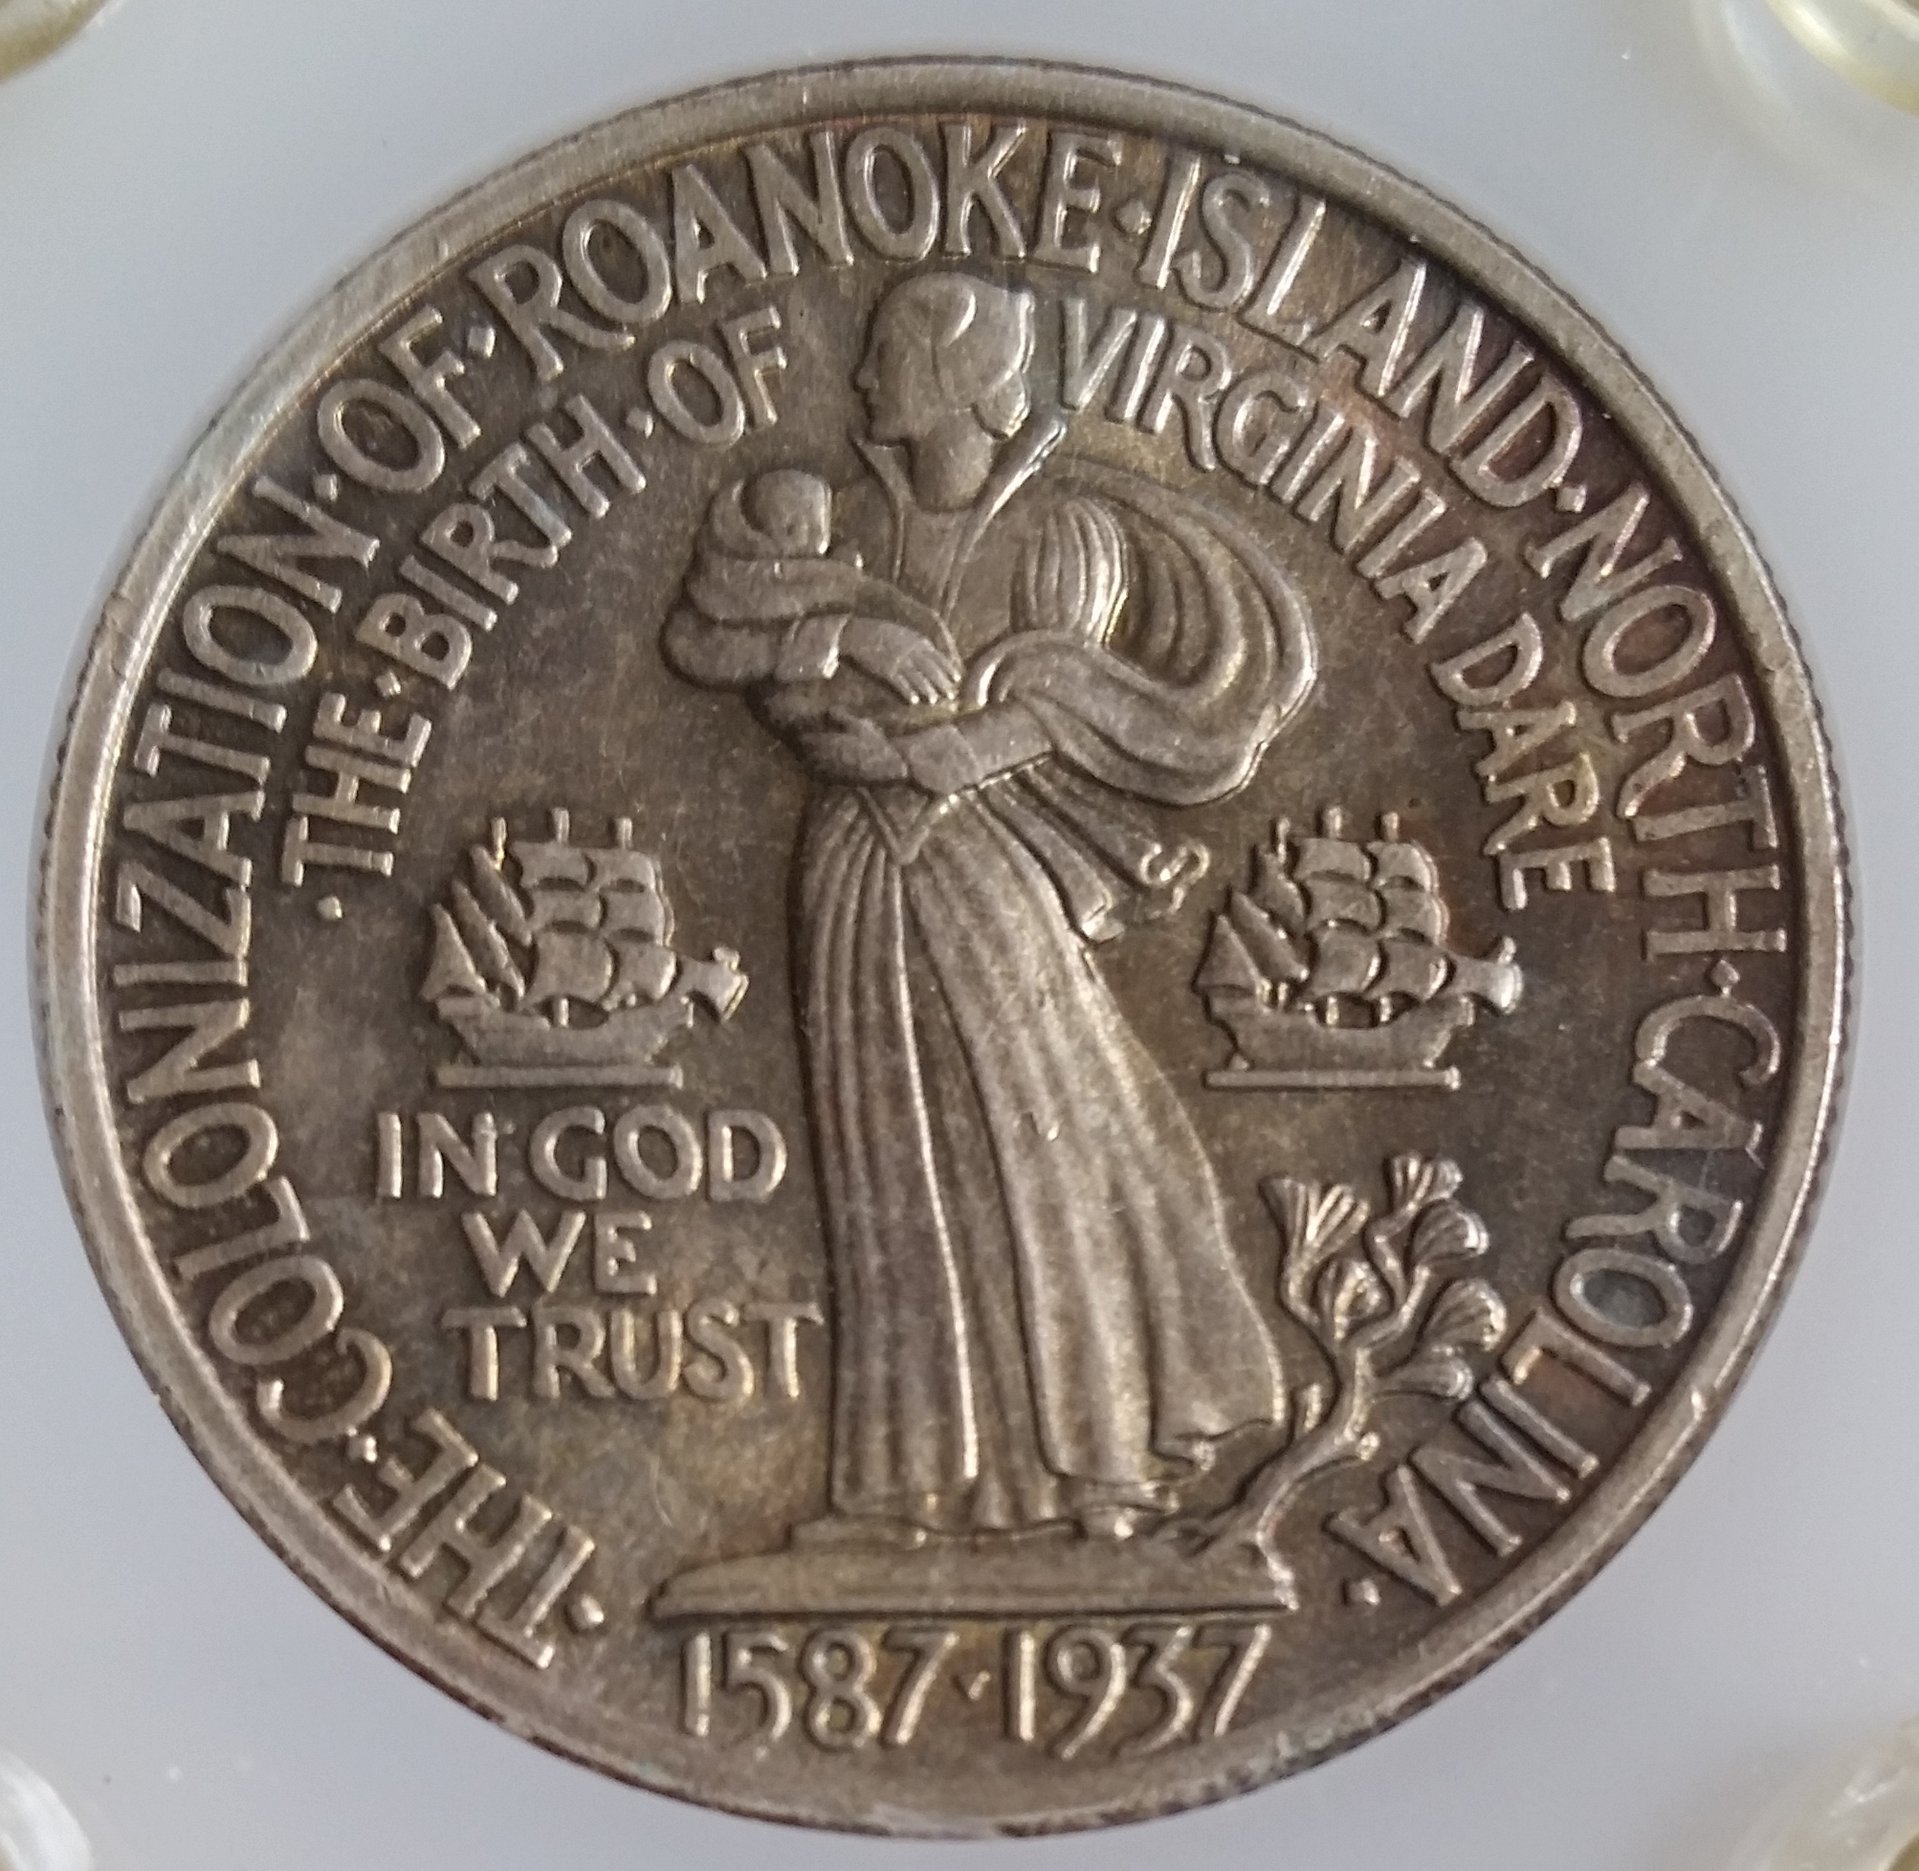 ·THE·COLONIZATION·OF·ROANOKE·ISLAND·NORTH·CAROLINA·
·THE·BIRTH·OF VIRGINIA DARE
IN GOD
WE
TRUST
1587·1937